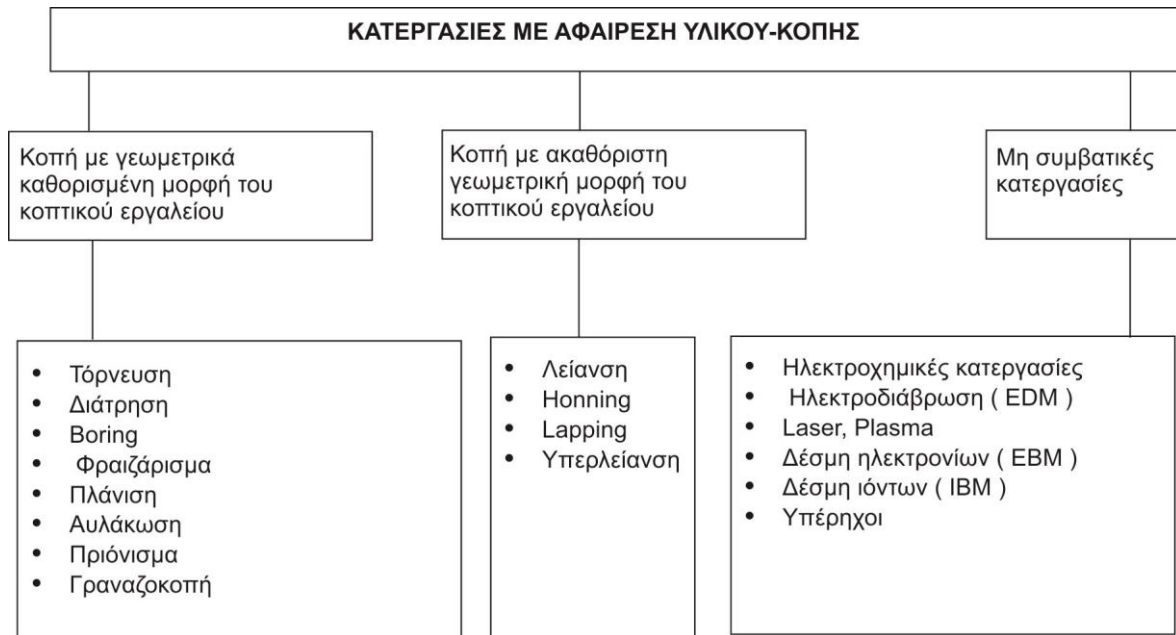 ΚΑΤΕΡΓΑΣΙΕΣ ΜΕ ΑΦΑΙΡΕΣΗ ΥΛΙΚΟΥ-ΚΟΠΗΣ
Κοπή με γεωμετρικά
καθορισμένη μορφή του
κοπτικού εργαλείου
Κοπή με ακαθόριστη
γεωμετρική μορφή του
κοπτικού εργαλείου
Μη συμβατικές
κατεργασίες
• Τόρνευση
• Διάτρηση
• Boring
• Φραιζάρισμα
• Πλάνιση
• Αυλάκωση
• Πριόνισμα
• Γραναζοκοπή
• Λείανση
• Honning
• Lapping
• Υπερλείανση
• Ηλεκτροχημικές κατεργασίες
• Ηλεκτροδιάβρωση ( EDM )
• Laser, Plasma
• Δέσμη ηλεκτρονίων ( EBM )
• Δέσμη ιόντων ( IBM )
• Υπέρηχοι